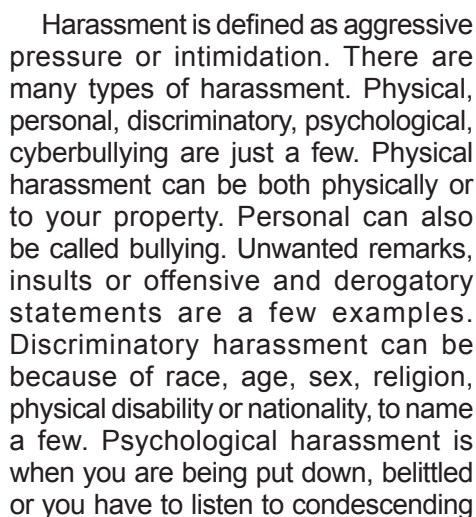 Harassment is defined as aggressive
pressure or intimidation. There are
many types of harassment. Physical,
personal, discriminatory, psychological,
cyberbullying are just a few. Physical
harassment can be both physically or
to your property. Personal can also
be called bullying. Unwanted remarks,
insults or offensive and derogatory
statements are a few examples.
Discriminatory harassment can be
because of race, age, sex, religion,
physical disability or nationality, to name
a few. Psychological harassment is
when you are being put down, belittled
or you have to listen to condescending